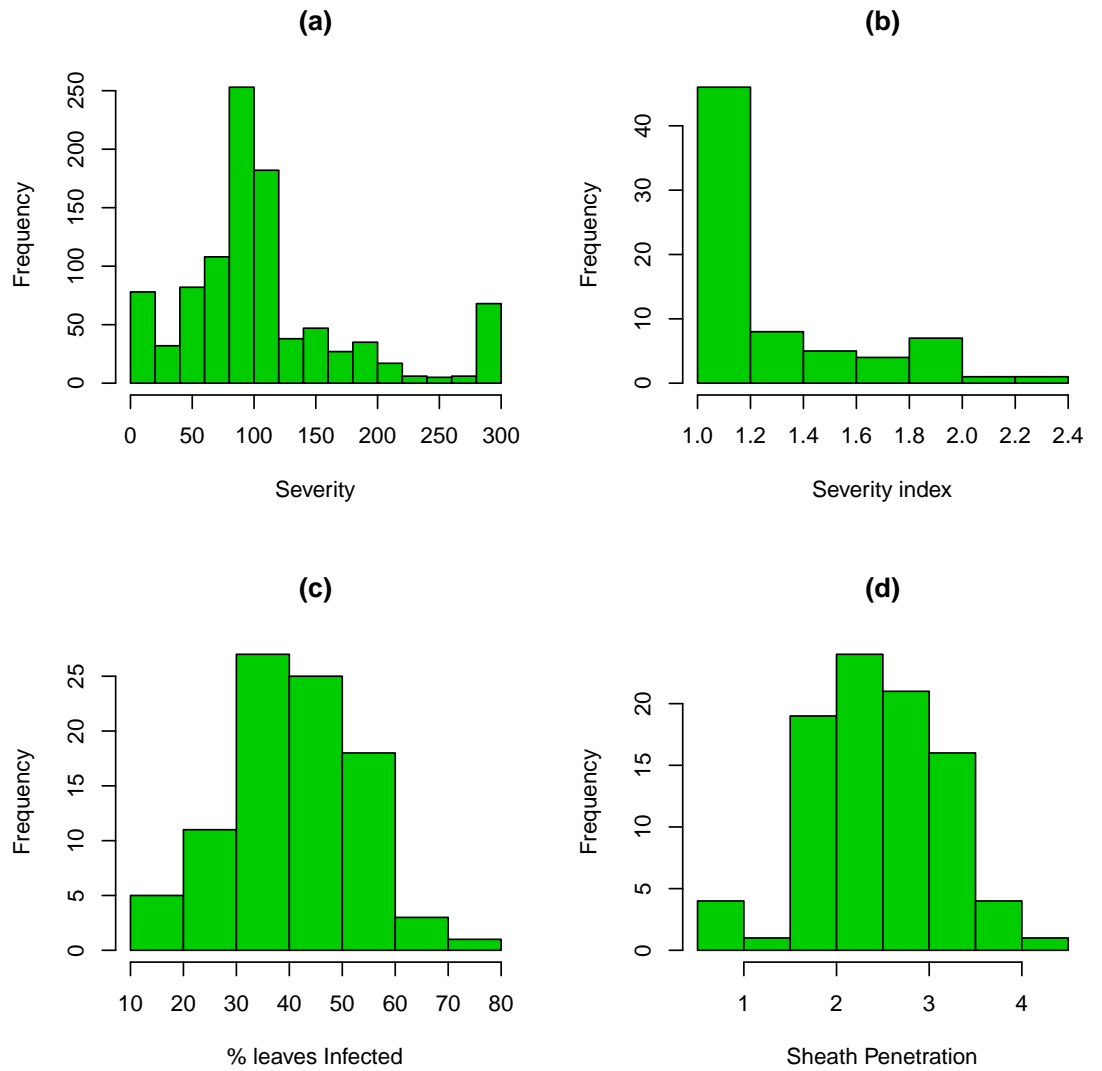 (a)
Frequency
0 50 100 150 200 250
0 50 100 150 200 250 300
Severity
(b)
Frequency
0 10 20 30 40
1.0 1.2 1.4 1.6 1.8 2.0 2.2 2.4
Severity index
(c)
Frequency
0 5 10 15 20 25
10 20 30 40 50 60 70 80
% leaves Infected
(d)
Frequency
0 5 10 15 20
1 2 3 4
Sheath Penetration